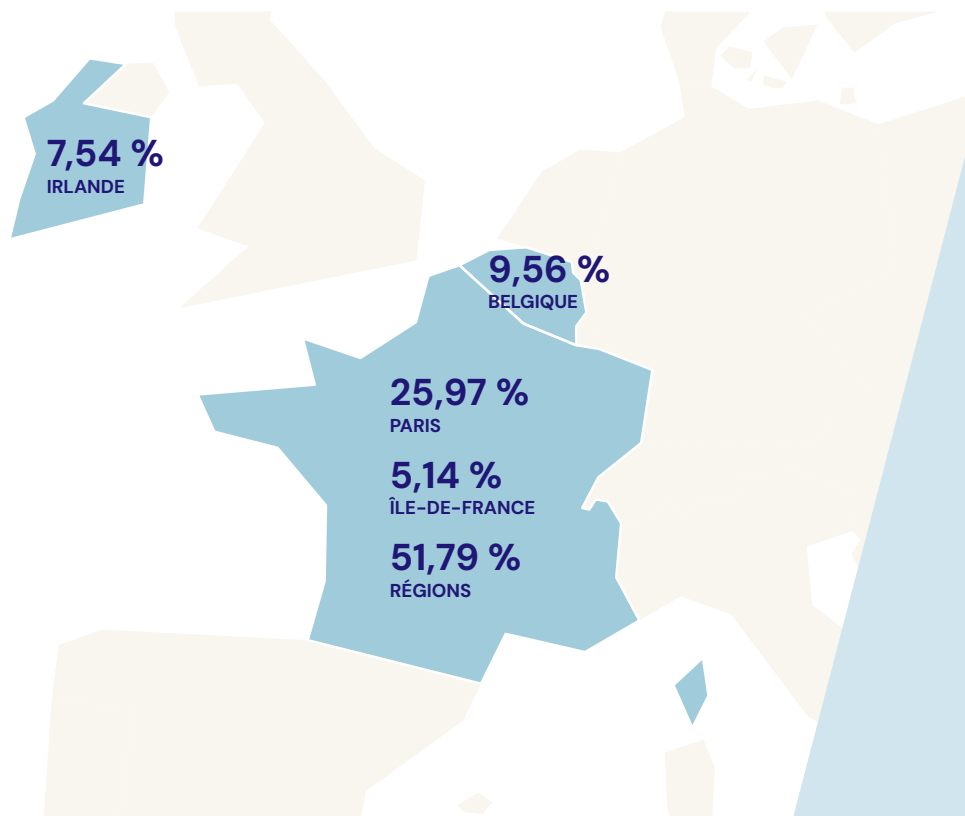 7,54 %
IRLANDE
9,56 %
BELGIQUE
25,97 %
PARIS
5,14 %
ÎLE-DE-FRANCE
51,79 %
RÉGIONS